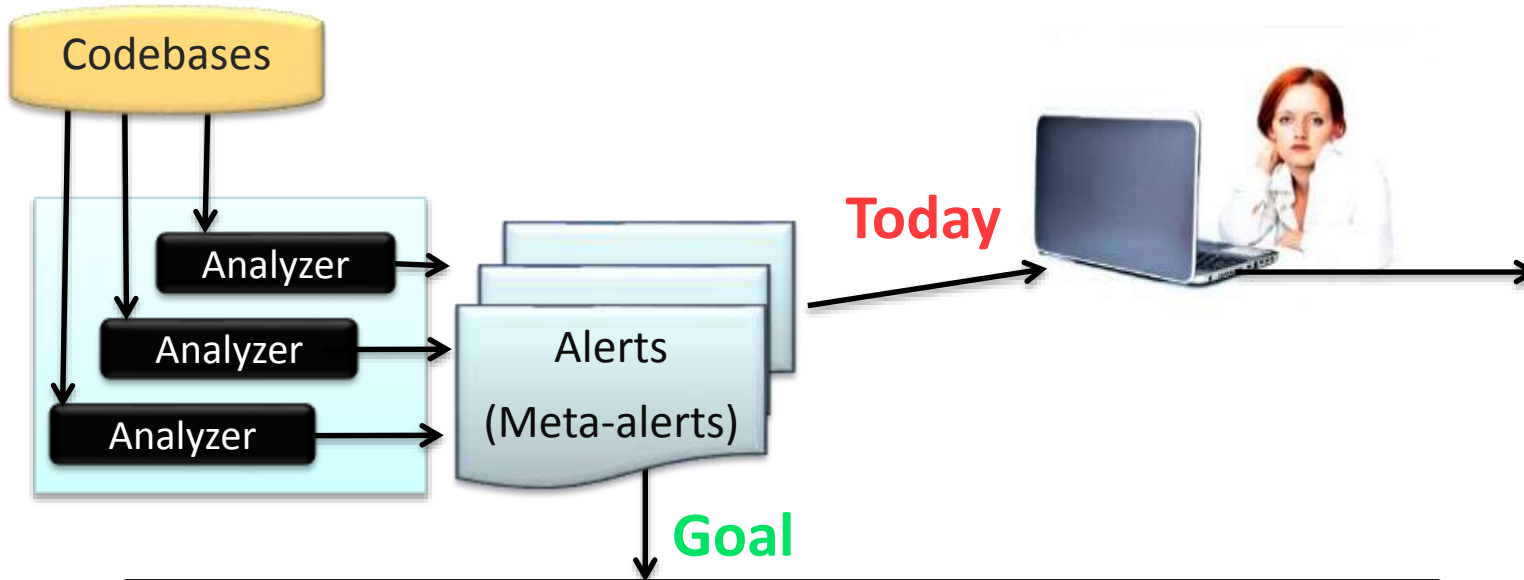 Codebases
Today
Analyzer
Analyzer
Alerts
Analyzer
(Meta-alerts)
Goal